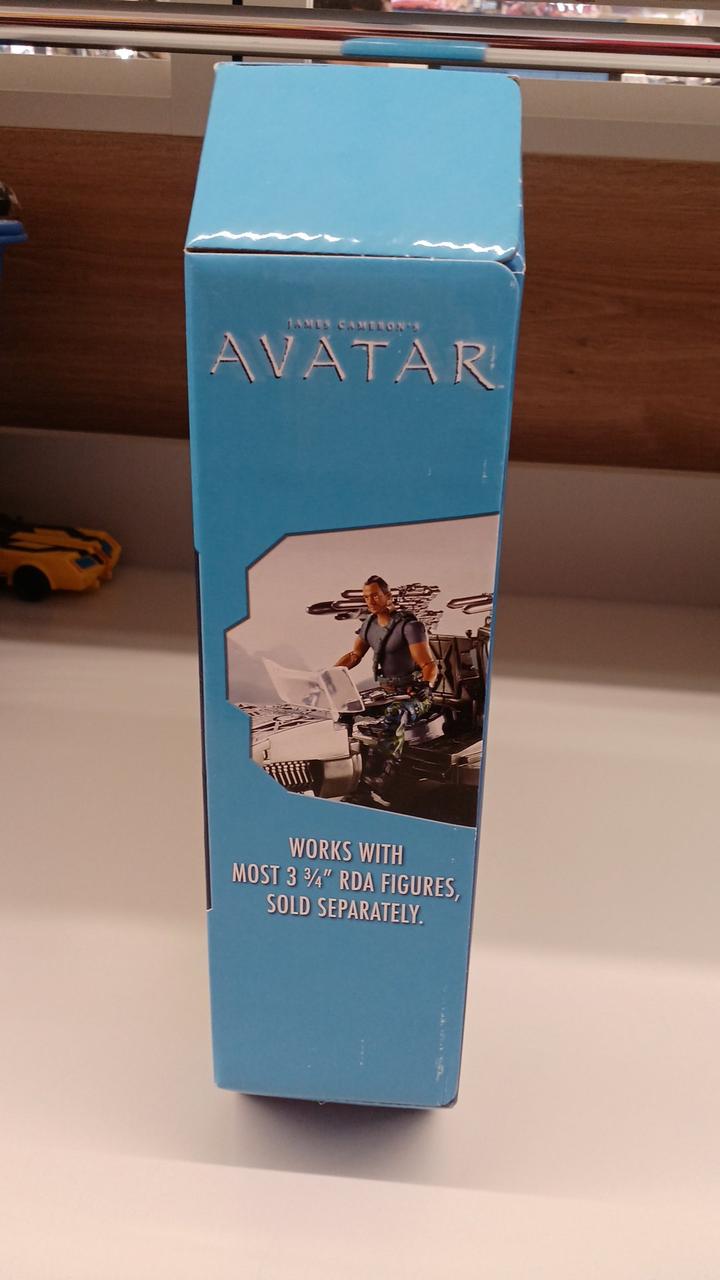 JAMES CAMERON'S
AVATAR
WORKS WITH
MOST 3 ¾" RDA FIGURES,
SOLD SEPARATELY.